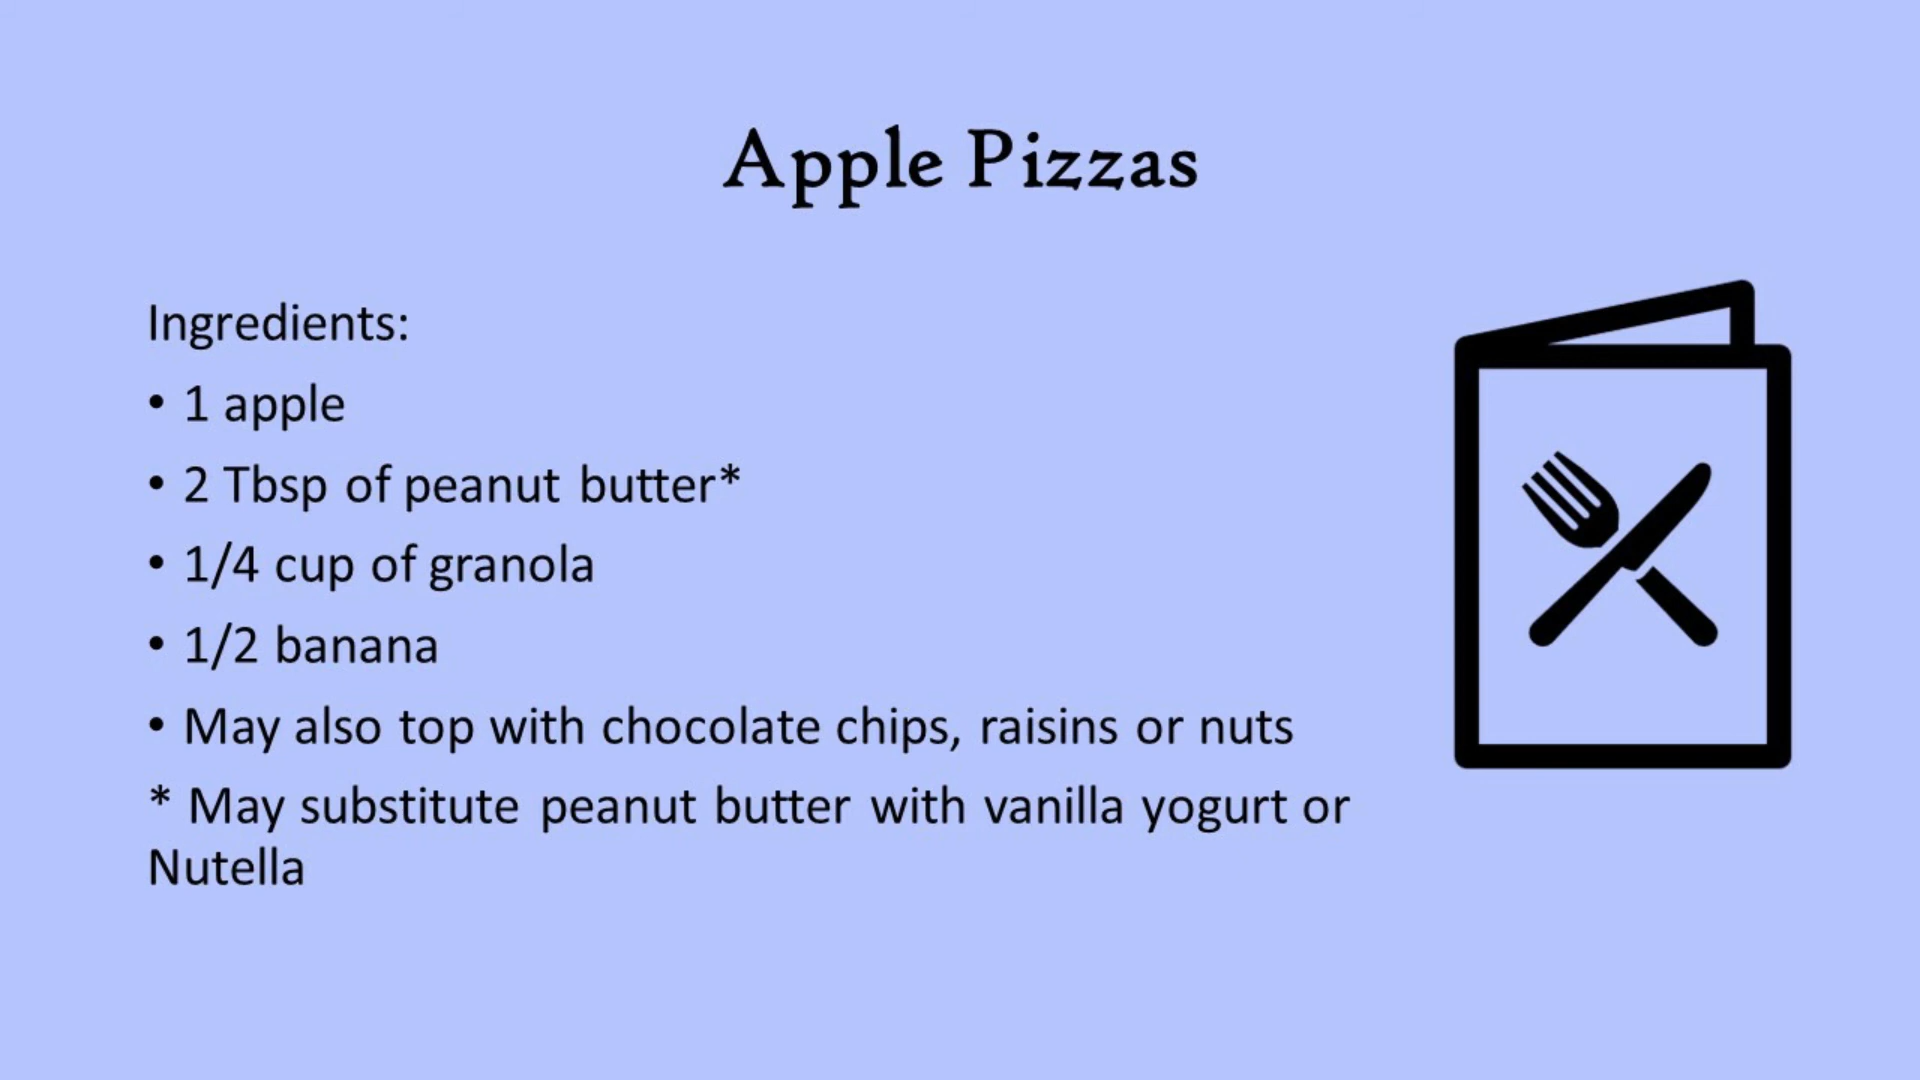 Apple Pizzas
Ingredients:
• 1 apple
• 2 Tbsp of peanut butter*
• 1/4 cup of granola
• 1/2 banana
• May also top with chocolate chips, raisins or nuts
* May substitute peanut butter with vanilla yogurt or
Nutella